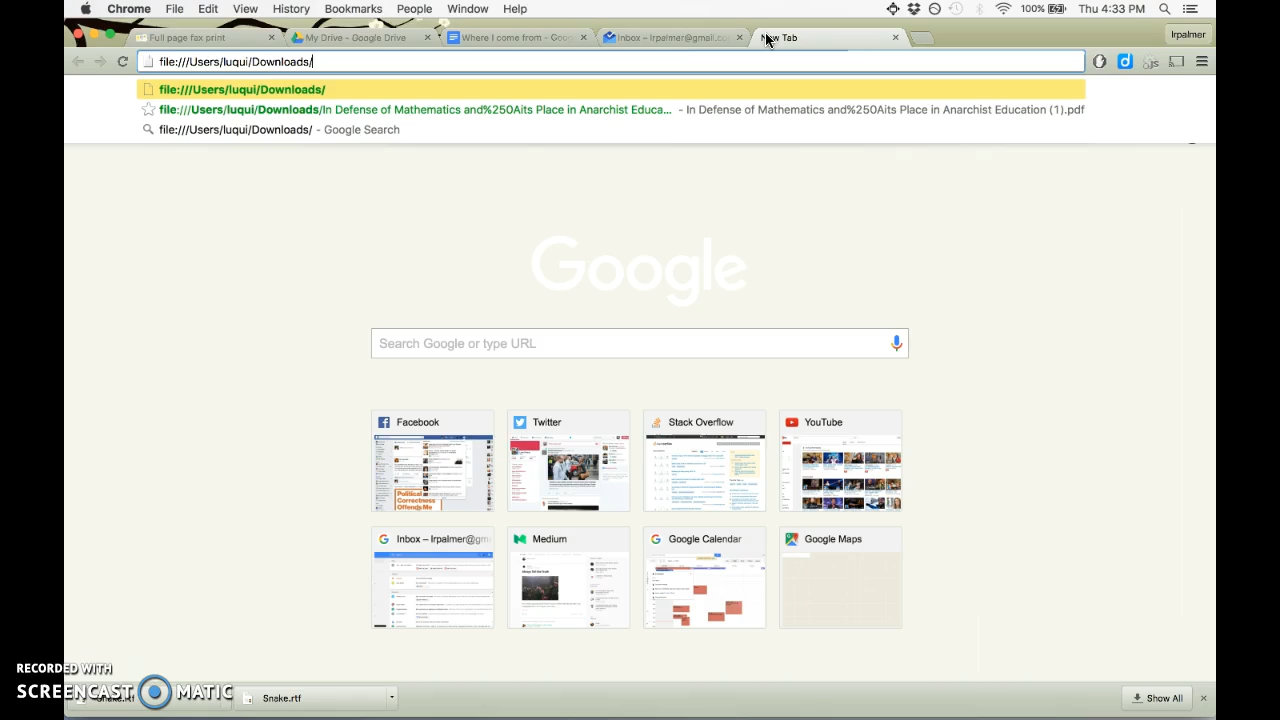 Chrome File Edit View History Bookmarks People Window Help 100% Thu 4:33 PM
Full page fax print My Drive - Google Drive Where I come from - Goog Inbox – lrpalmer@gmail.co New Tab lrpalmer
file:///Users/luqui/Downloads/
file:///Users/luqui/Downloads/
file:///Users/luqui/Downloads/In Defense of Mathematics and%250Aits Place in Anarchist Educa... - In Defense of Mathematics and%250Aits Place in Anarchist Education (1).pdf
file:///Users/luqui/Downloads/ - Google Search
Google
Search Google or type URL
Facebook Twitter Stack Overflow YouTube
Political
Correctness
Offends Me
Inbox – lrpalmer@gm Medium Google Calendar Google Maps
RECORDED WITH
SCREENCAST MATIC
Snake.rtf Snake.rtf Show All